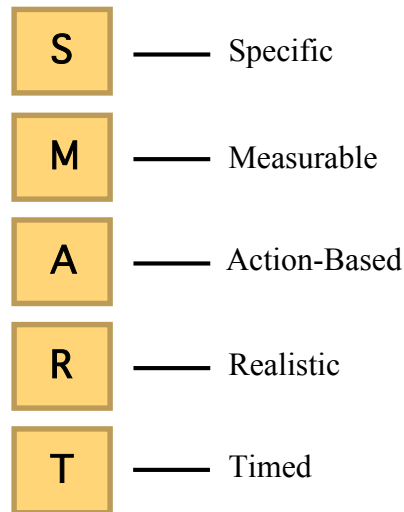 S Specific
M Measurable
A Action-Based
R Realistic
T Timed